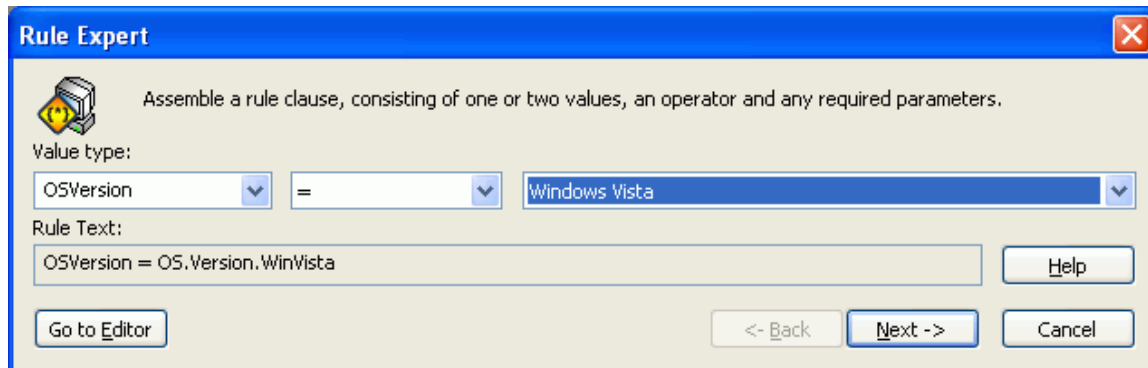 Rule Expert
Assemble a rule clause, consisting of one or two values, an operator and any required parameters.
Value type:
OSVersion = Windows Vista
Rule Text:
OSVersion = OS.Version.WinVista Help
Go to Editor <- Back Next -> Cancel